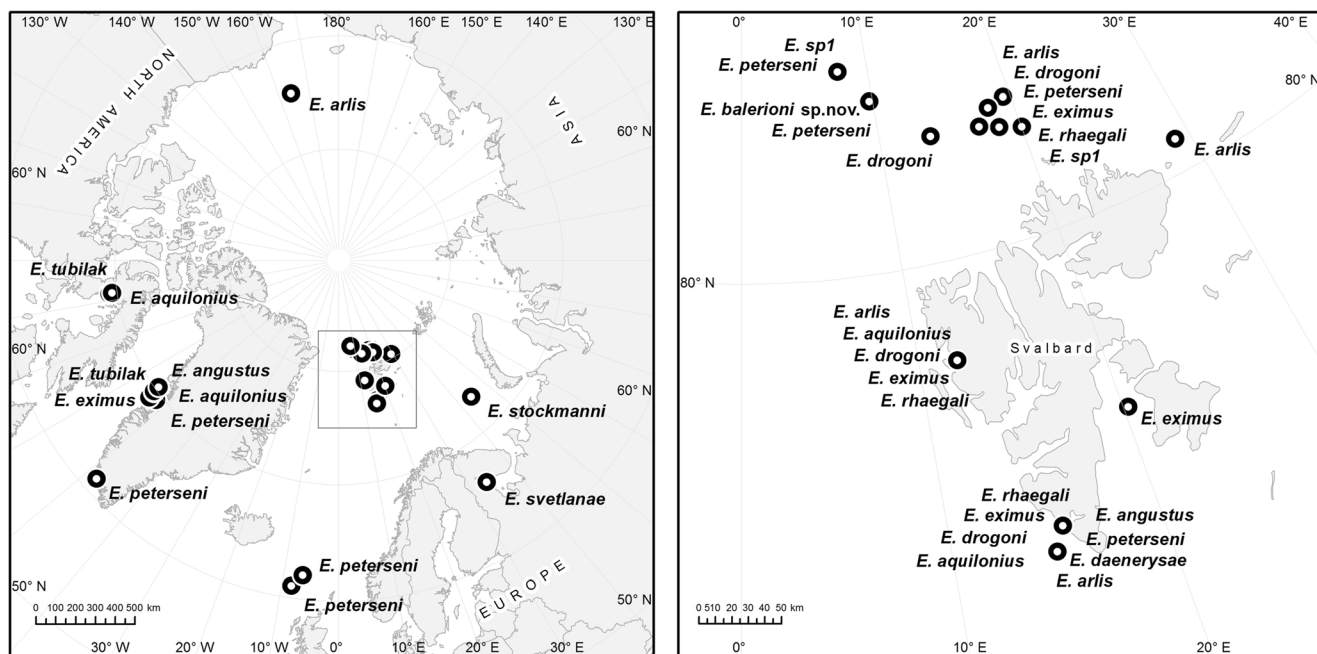 130° W 140° W 150° W 160° W 180° 160° E 150° E 140° E 130° E
NORTH AMERICA
ASIA
E. arlis
60° N
60° N
E. tubilak
E. aquilonius
60° N
60° N
E. tubilak
E. angustus
E. eximus
E. aquilonius
E. peterseni
E. stockmanni
E. peterseni
E. svetlanae
E. peterseni
E. peterseni
EUROPE
50° N
50° N
0 100 200 300 400 500 km
30° W 20° W 10° W 0° 10° E 20° E 30° E
0° 10° E 20° E 30° E 40° E
80° N
E. sp1
E. peterseni
E. balerioni sp.nov.
E. peterseni
E. drogoni
E. arlis
E. drogoni
E. peterseni
E. eximus
E. rhaegali
E. sp1
E. arlis
80° N
E. arlis
E. aquilonius
E. drogoni
E. eximus
E. rhaegali
Svalbard
E. eximus
E. rhaegali
E. eximus
E. drogoni
E. aquilonius
E. angustus
E. peterseni
E. daenerysae
E. arlis
0 510 20 30 40 50 km
0° 10° E 20° E